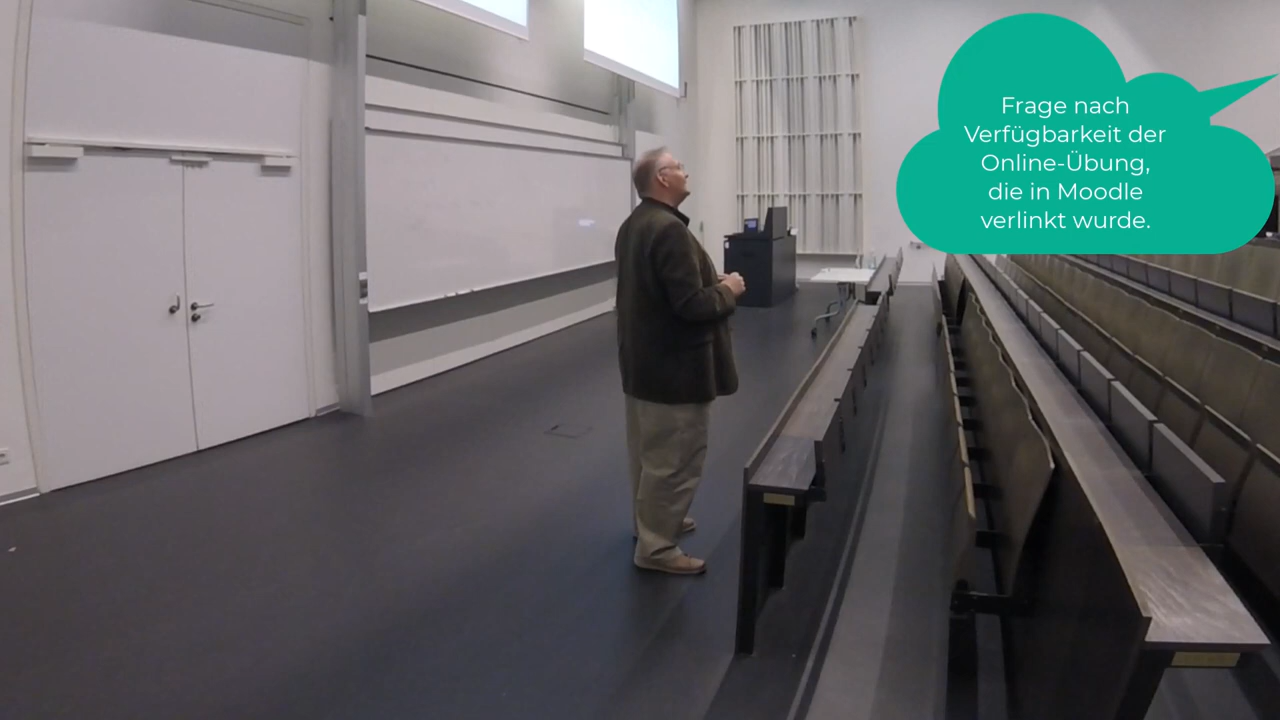 Frage nach
Verfügbarkeit der
Online-Übung,
die in Moodle
verlinkt wurde.